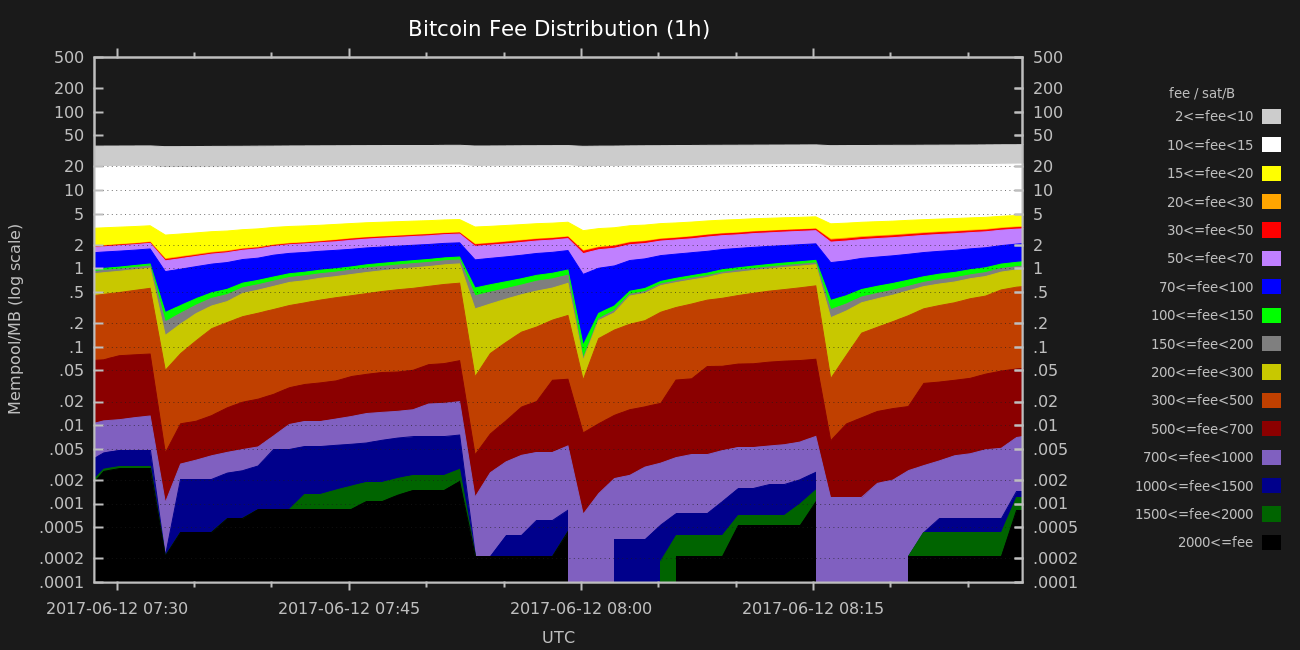 Bitcoin Fee Distribution (1h)
Mempool/MB (log scale)
500
200
100
50
20
10
5
2
1
.5
.2
.1
.05
.02
.01
.005
.002
.001
.0005
.0002
.0001
500
200
100
50
20
10
5
2
1
.5
.2
.1
.05
.02
.01
.005
.002
.001
.0005
.0002
.0001
fee / sat/B
2<=fee<10
10<=fee<15
15<=fee<20
20<=fee<30
30<=fee<50
50<=fee<70
70<=fee<100
100<=fee<150
150<=fee<200
200<=fee<300
300<=fee<500
500<=fee<700
700<=fee<1000
1000<=fee<1500
1500<=fee<2000
2000<=fee
2017-06-12 07:30 2017-06-12 07:45 2017-06-12 08:00 2017-06-12 08:15
UTC